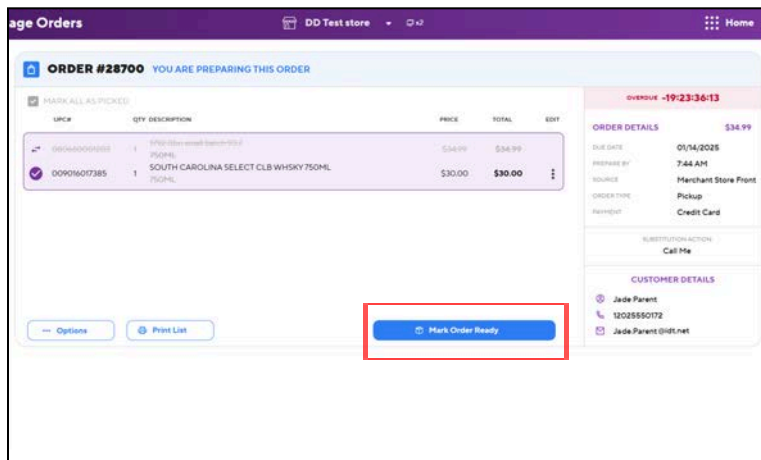 age Orders
DD Test store
x2
Home
ORDER #28700 YOU ARE PREPARING THIS ORDER
MARK ALL AS PICKED
UPC# QTY DESCRIPTION PRICE TOTAL EDIT
1 $34.99 $34.99
750ML
009016017385 1 SOUTH CAROLINA SELECT CLB WHSKY 750ML $30.00 $30.00
750ML
Options
Print List
Mark Order Ready
OVERDUE -19:23:36:13
ORDER DETAILS $34.99
DUE DATE 01/14/2025
PREPARE BY 7:44 AM
SOURCE Merchant Store Front
ORDER TYPE Pickup
PAYMENT Credit Card
SUBSTITUTION ACTION
Call Me
CUSTOMER DETAILS
Jade Parent
12025550172
Jade.Parent@idt.net